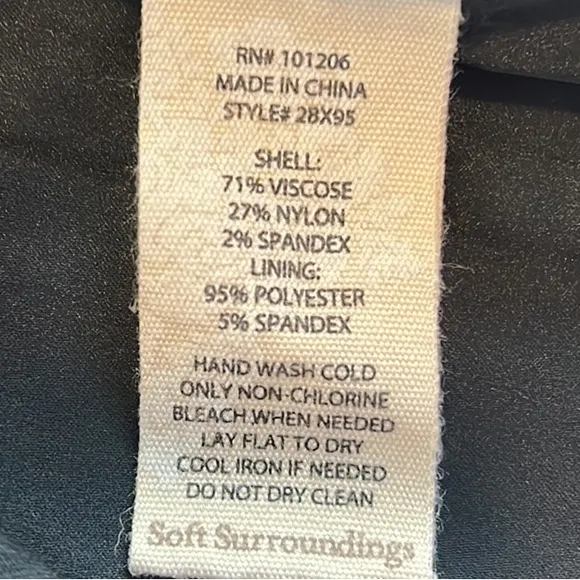 RN# 101206
MADE IN CHINA
STYLE# 2BX95
SHELL:
71% VISCOSE
27% NYLON
2% SPANDEX
LINING:
95% POLYESTER
5% SPANDEX
HAND WASH COLD
ONLY NON-CHLORINE
BLEACH WHEN NEEDED
LAY FLAT TO DRY
COOL IRON IF NEEDED
DO NOT DRY CLEAN
Soft Surroundings